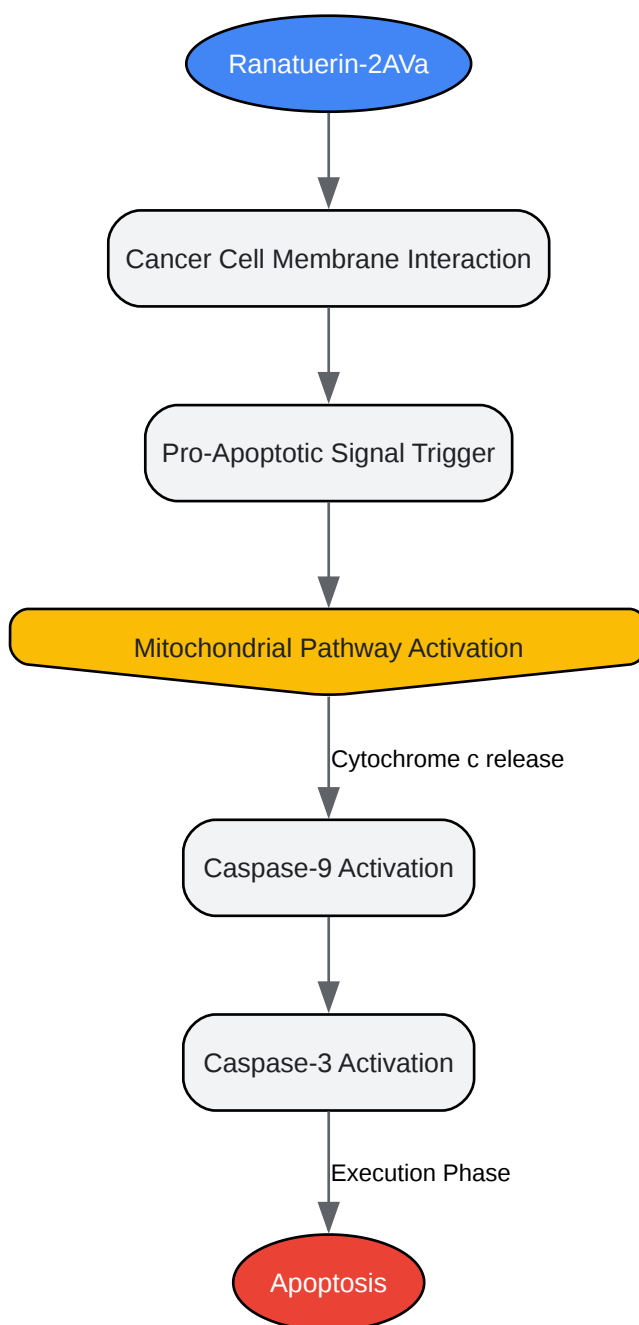 Ranatuerin-2AVa
Cancer Cell Membrane Interaction
Pro-Apoptotic Signal Trigger
Mitochondrial Pathway Activation
Cytochrome c release
Caspase-9 Activation
Caspase-3 Activation
Execution Phase
Apoptosis